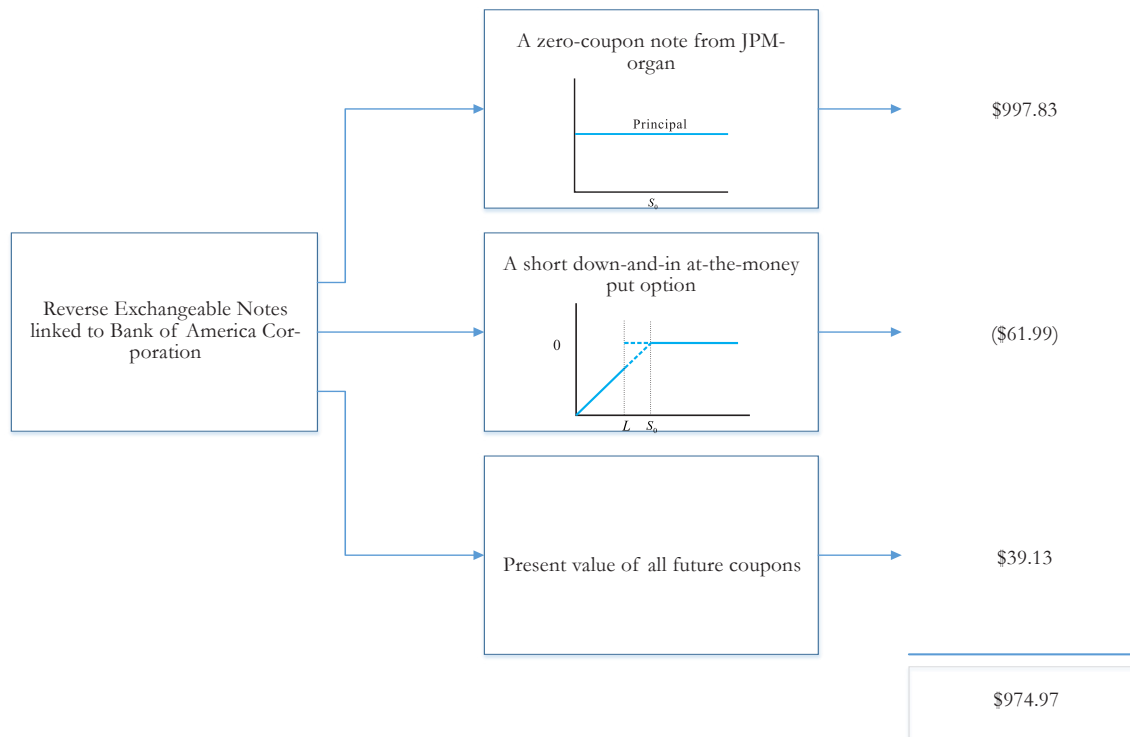 A zero-coupon note from JPM-
organ
Principal
S₀
$997.83
Reverse Exchangeable Notes
linked to Bank of America Cor-
poration
A short down-and-in at-the-money
put option
0
L S₀
($61.99)
Present value of all future coupons
$39.13
$974.97